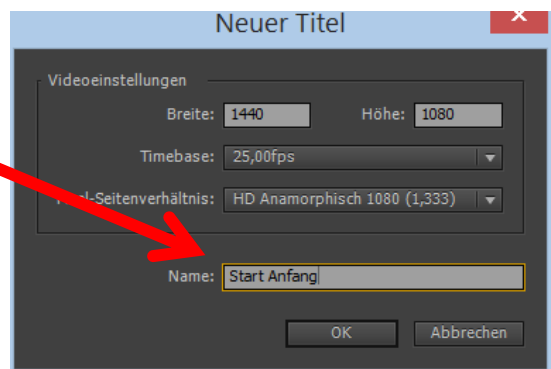 Neuer Titel
Videoeinstellungen
Breite: 1440 Höhe: 1080
Timebase: 25,00fps
-Seitenverhältnis: HD Anamorphisch 1080 (1,333)
Name: Start Anfang
OK Abbrechen